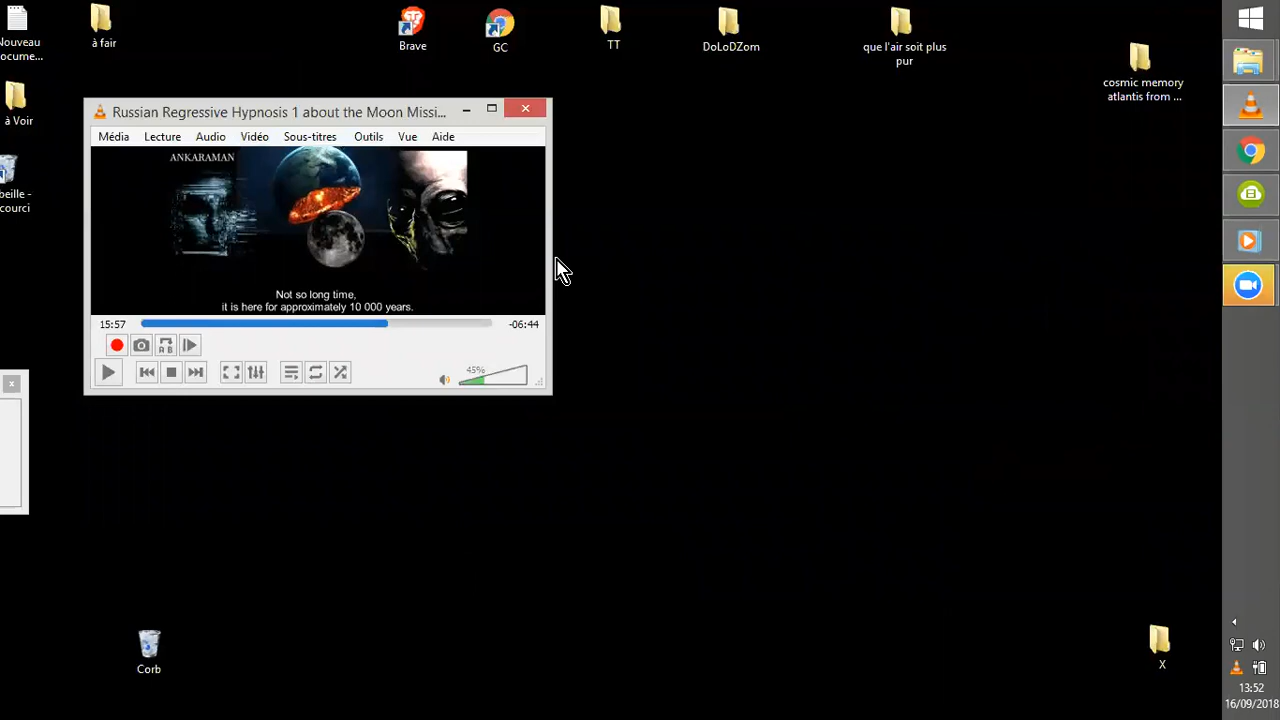 Nouveau
Docume...
à fair
Brave
GC
TT
DoLoDZom
que l'air soit plus
pur
cosmic memory
atlantis from ...
à Voir
beille -
courci
Russian Regressive Hypnosis 1 about the Moon Missi...
Média Lecture Audio Vidéo Sous-titres Outils Vue Aide
ANKARAMAN
Not so long time,
it is here for approximately 10 000 years.
15:57 -06:44
A B
45%
Corb
X
13:52
16/09/2018